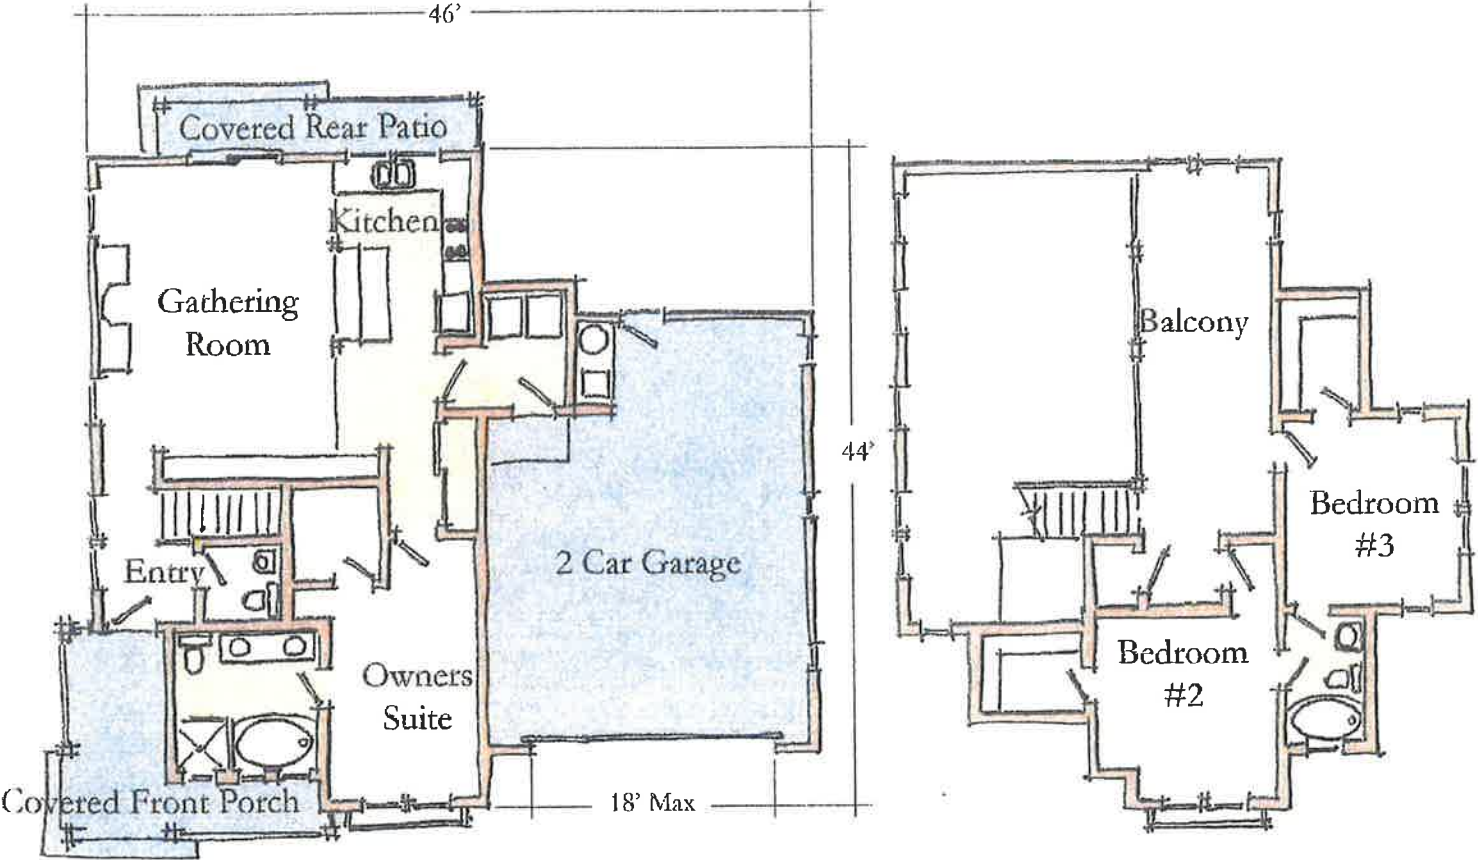 46'
Covered Rear Patio
Kitchen
Gathering
Room
Balcony
44'
Bedroom
#3
2 Car Garage
Entry
Owners
Suite
Bedroom
#2
Covered Front Porch
18' Max